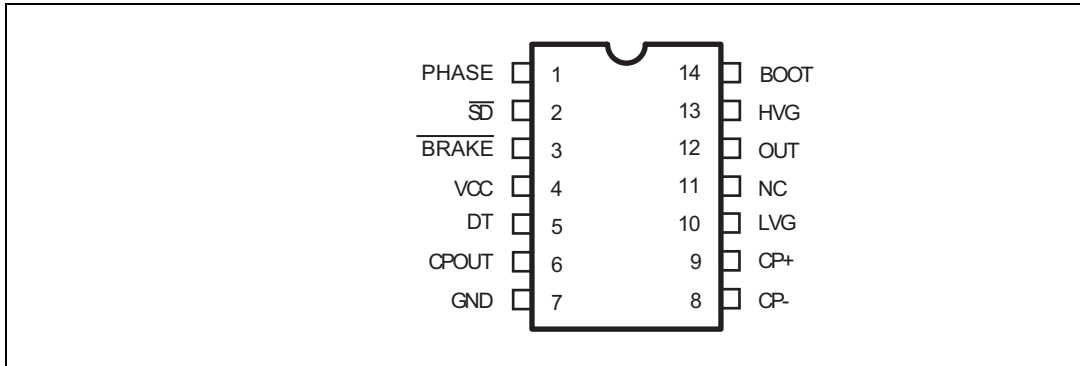 PHASE 1 14 BOOT
SD 2 13 HVG
BRAKE 3 12 OUT
VCC 4 11 NC
DT 5 10 LVG
CPOUT 6 9 CP+
GND 7 8 CP-